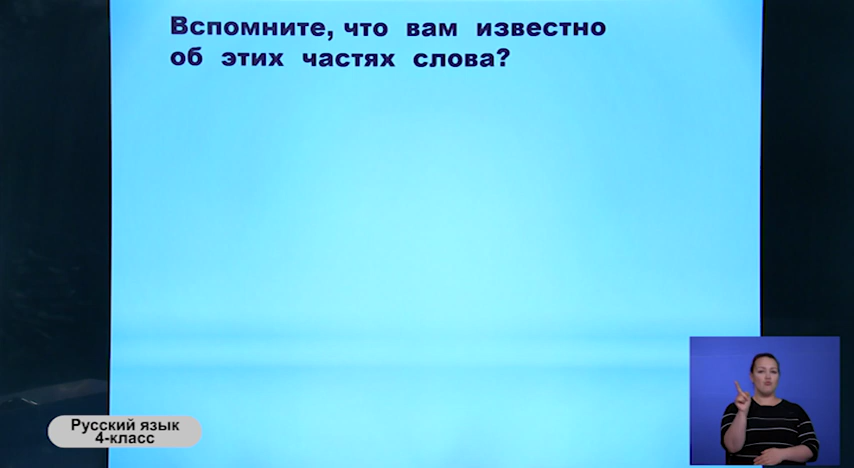 Вспомните, что вам известно
об этих частях слова?
Русский язык
4-класс